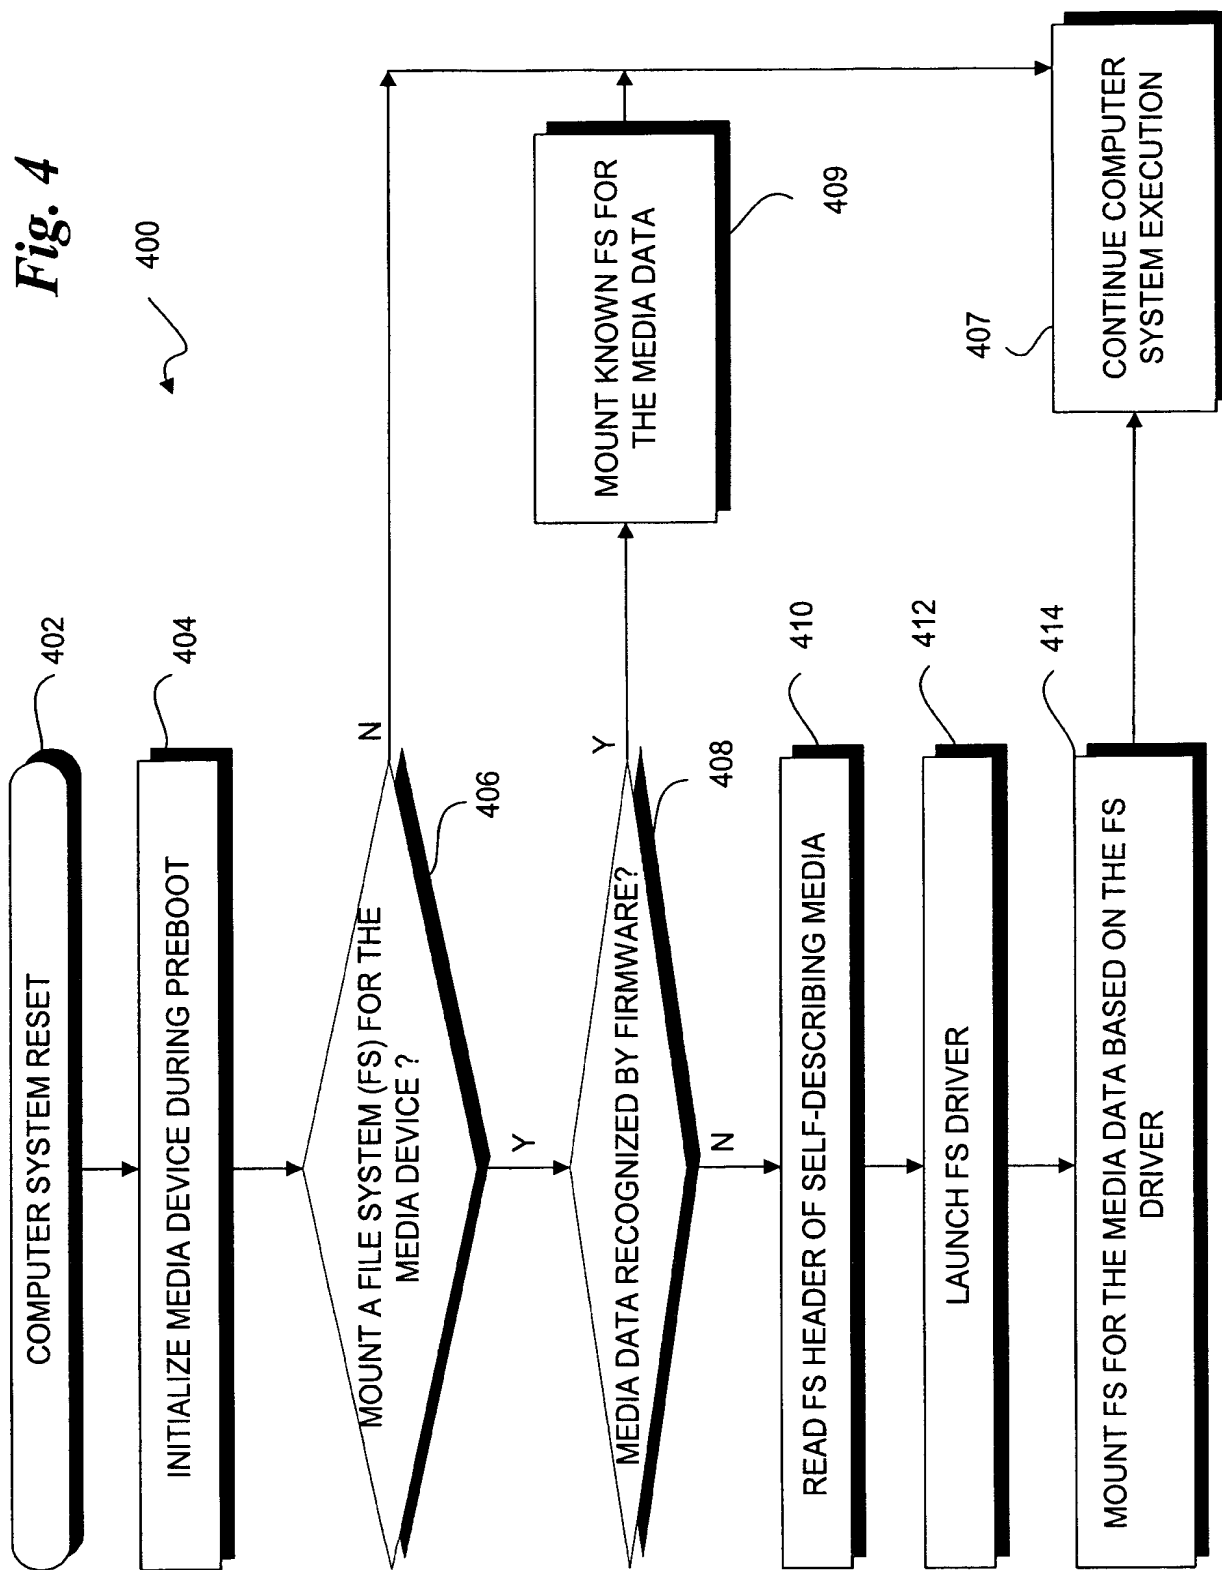 Fig. 4
400
COMPUTER SYSTEM RESET
402
INITIALIZE MEDIA DEVICE DURING PREBOOT
404
MOUNT A FILE SYSTEM (FS) FOR THE
MEDIA DEVICE ?
406
N
Y
MEDIA DATA RECOGNIZED BY FIRMWARE?
408
Y
N
MOUNT KNOWN FS FOR
THE MEDIA DATA
409
READ FS HEADER OF SELF-DESCRIBING MEDIA
410
LAUNCH FS DRIVER
412
MOUNT FS FOR THE MEDIA DATA BASED ON THE FS
DRIVER
414
CONTINUE COMPUTER
SYSTEM EXECUTION
407